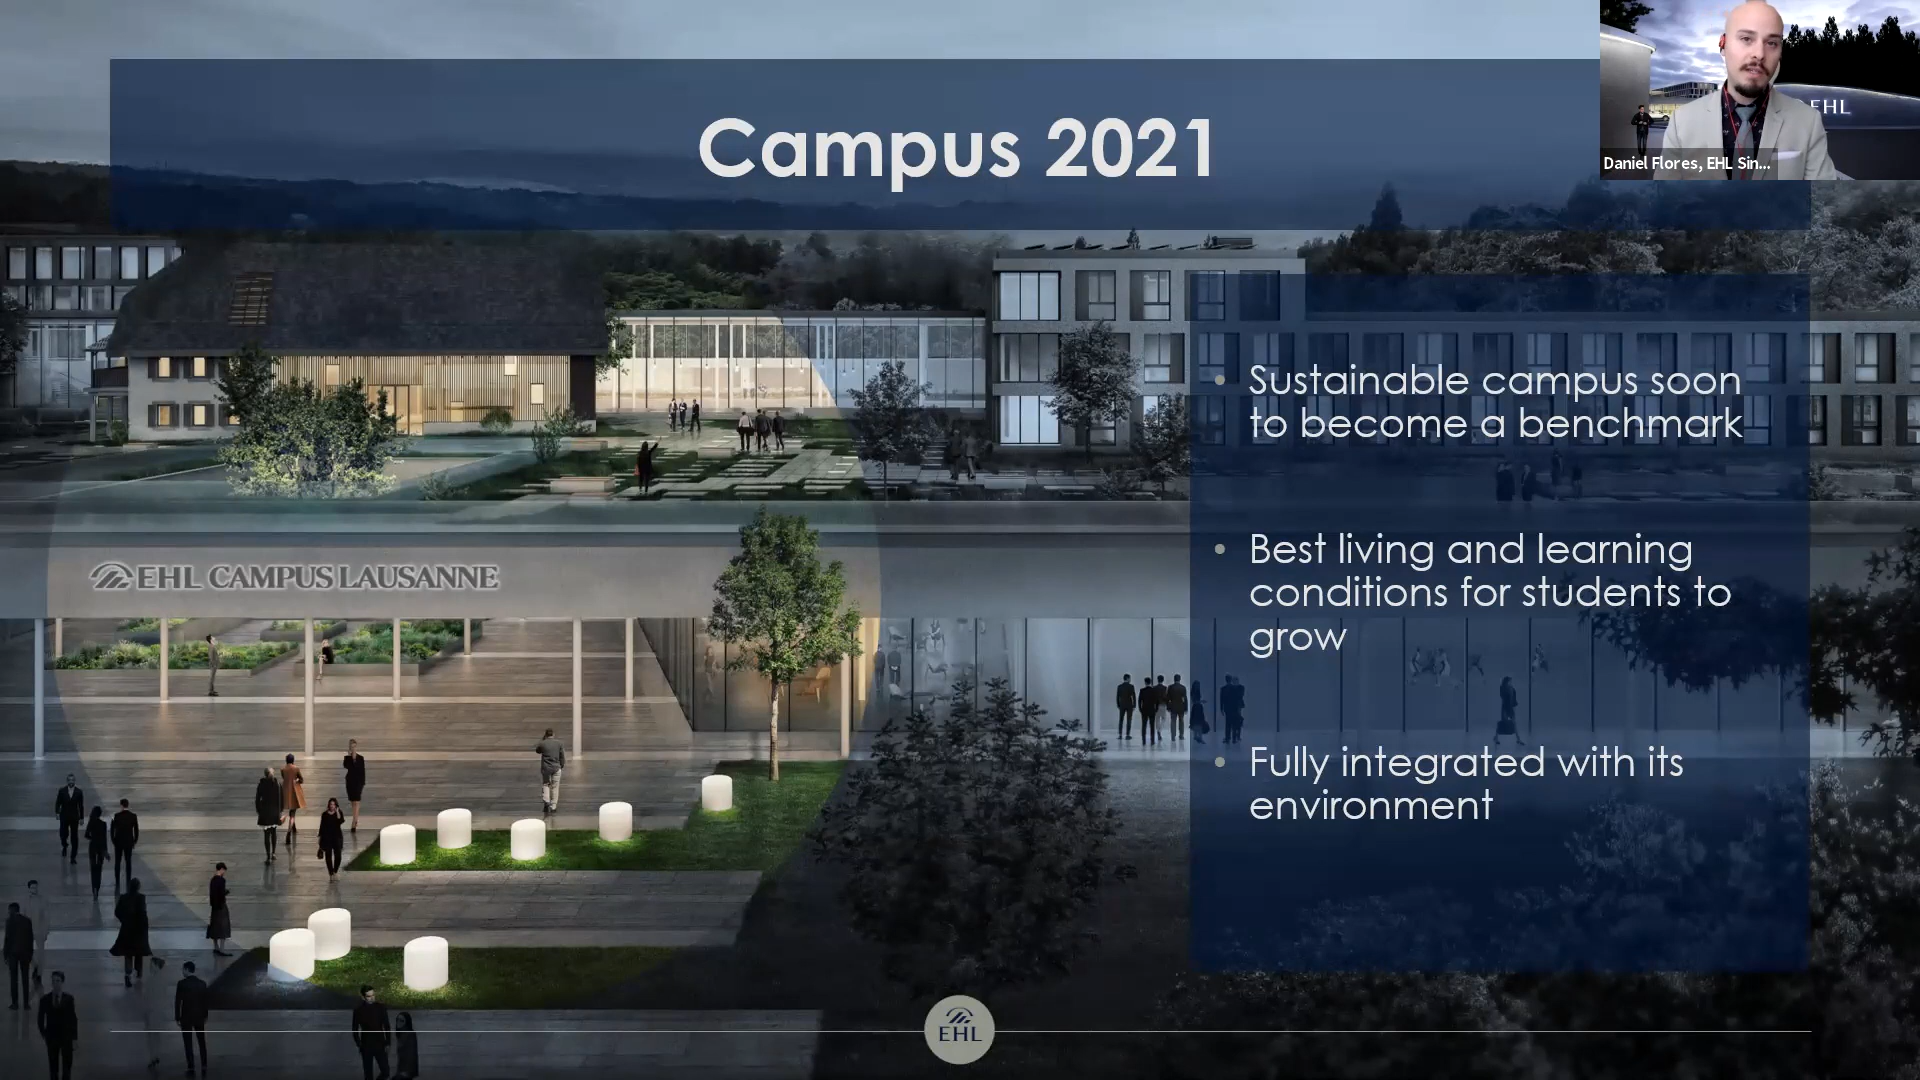 Campus 2021
EHL
Daniel Flores, EHL Sin...
• Sustainable campus soon
to become a benchmark
• Best living and learning
conditions for students to
grow
• Fully integrated with its
environment
EHL CAMPUS LAUSANNE
EHL